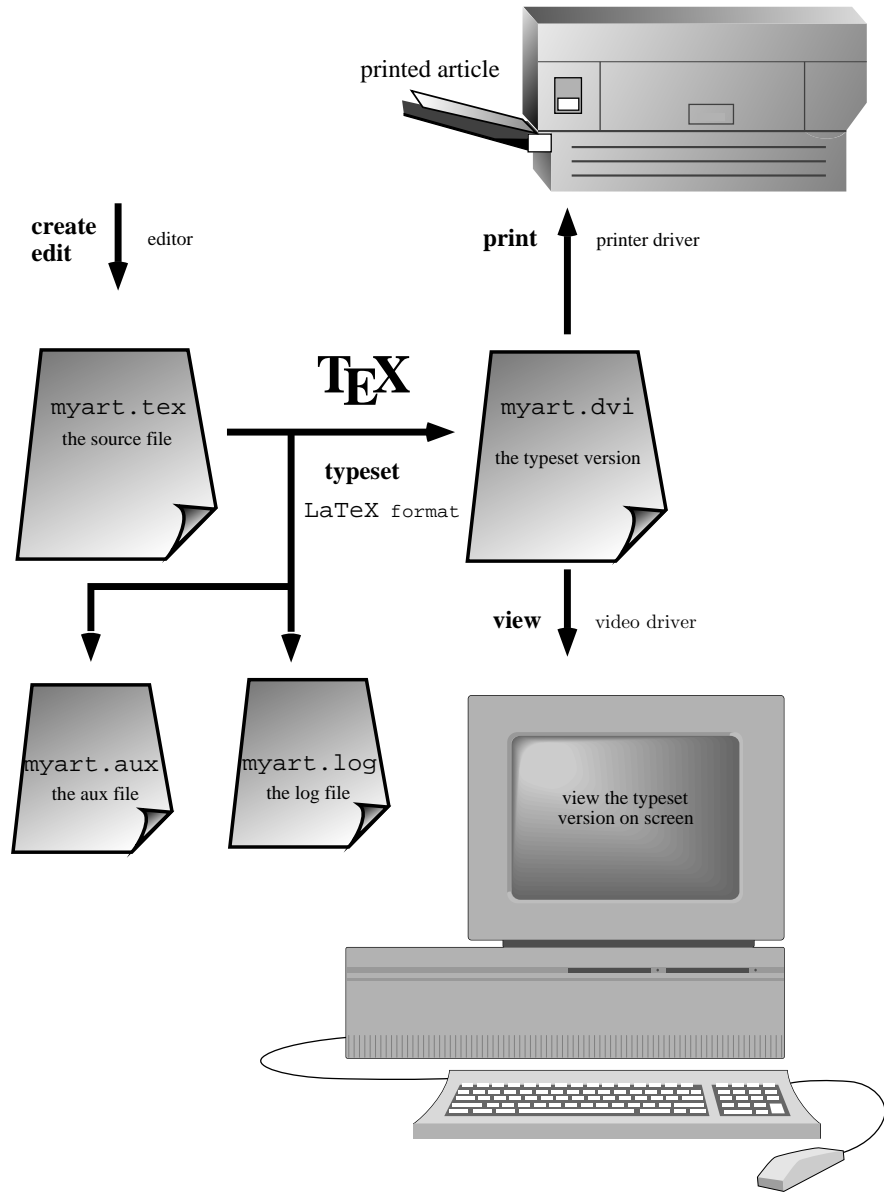 printed article
create
edit
editor
print
printer driver
TEX
myart.tex
the source file
myart.dvi
the typeset version
typeset
LaTeX format
view
video driver
myart.aux
the aux file
myart.log
the log file
view the typeset
version on screen